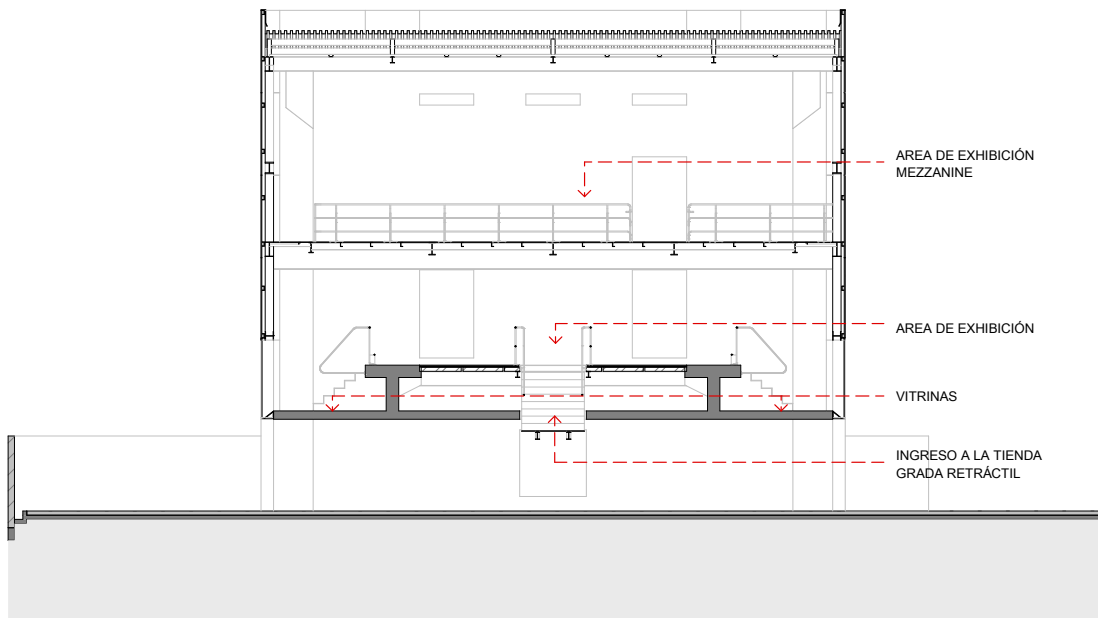 AREA DE EXHIBICIÓN
MEZZANINE
AREA DE EXHIBICIÓN
VITRINAS
INGRESO A LA TIENDA
GRADA RETRÁCTIL